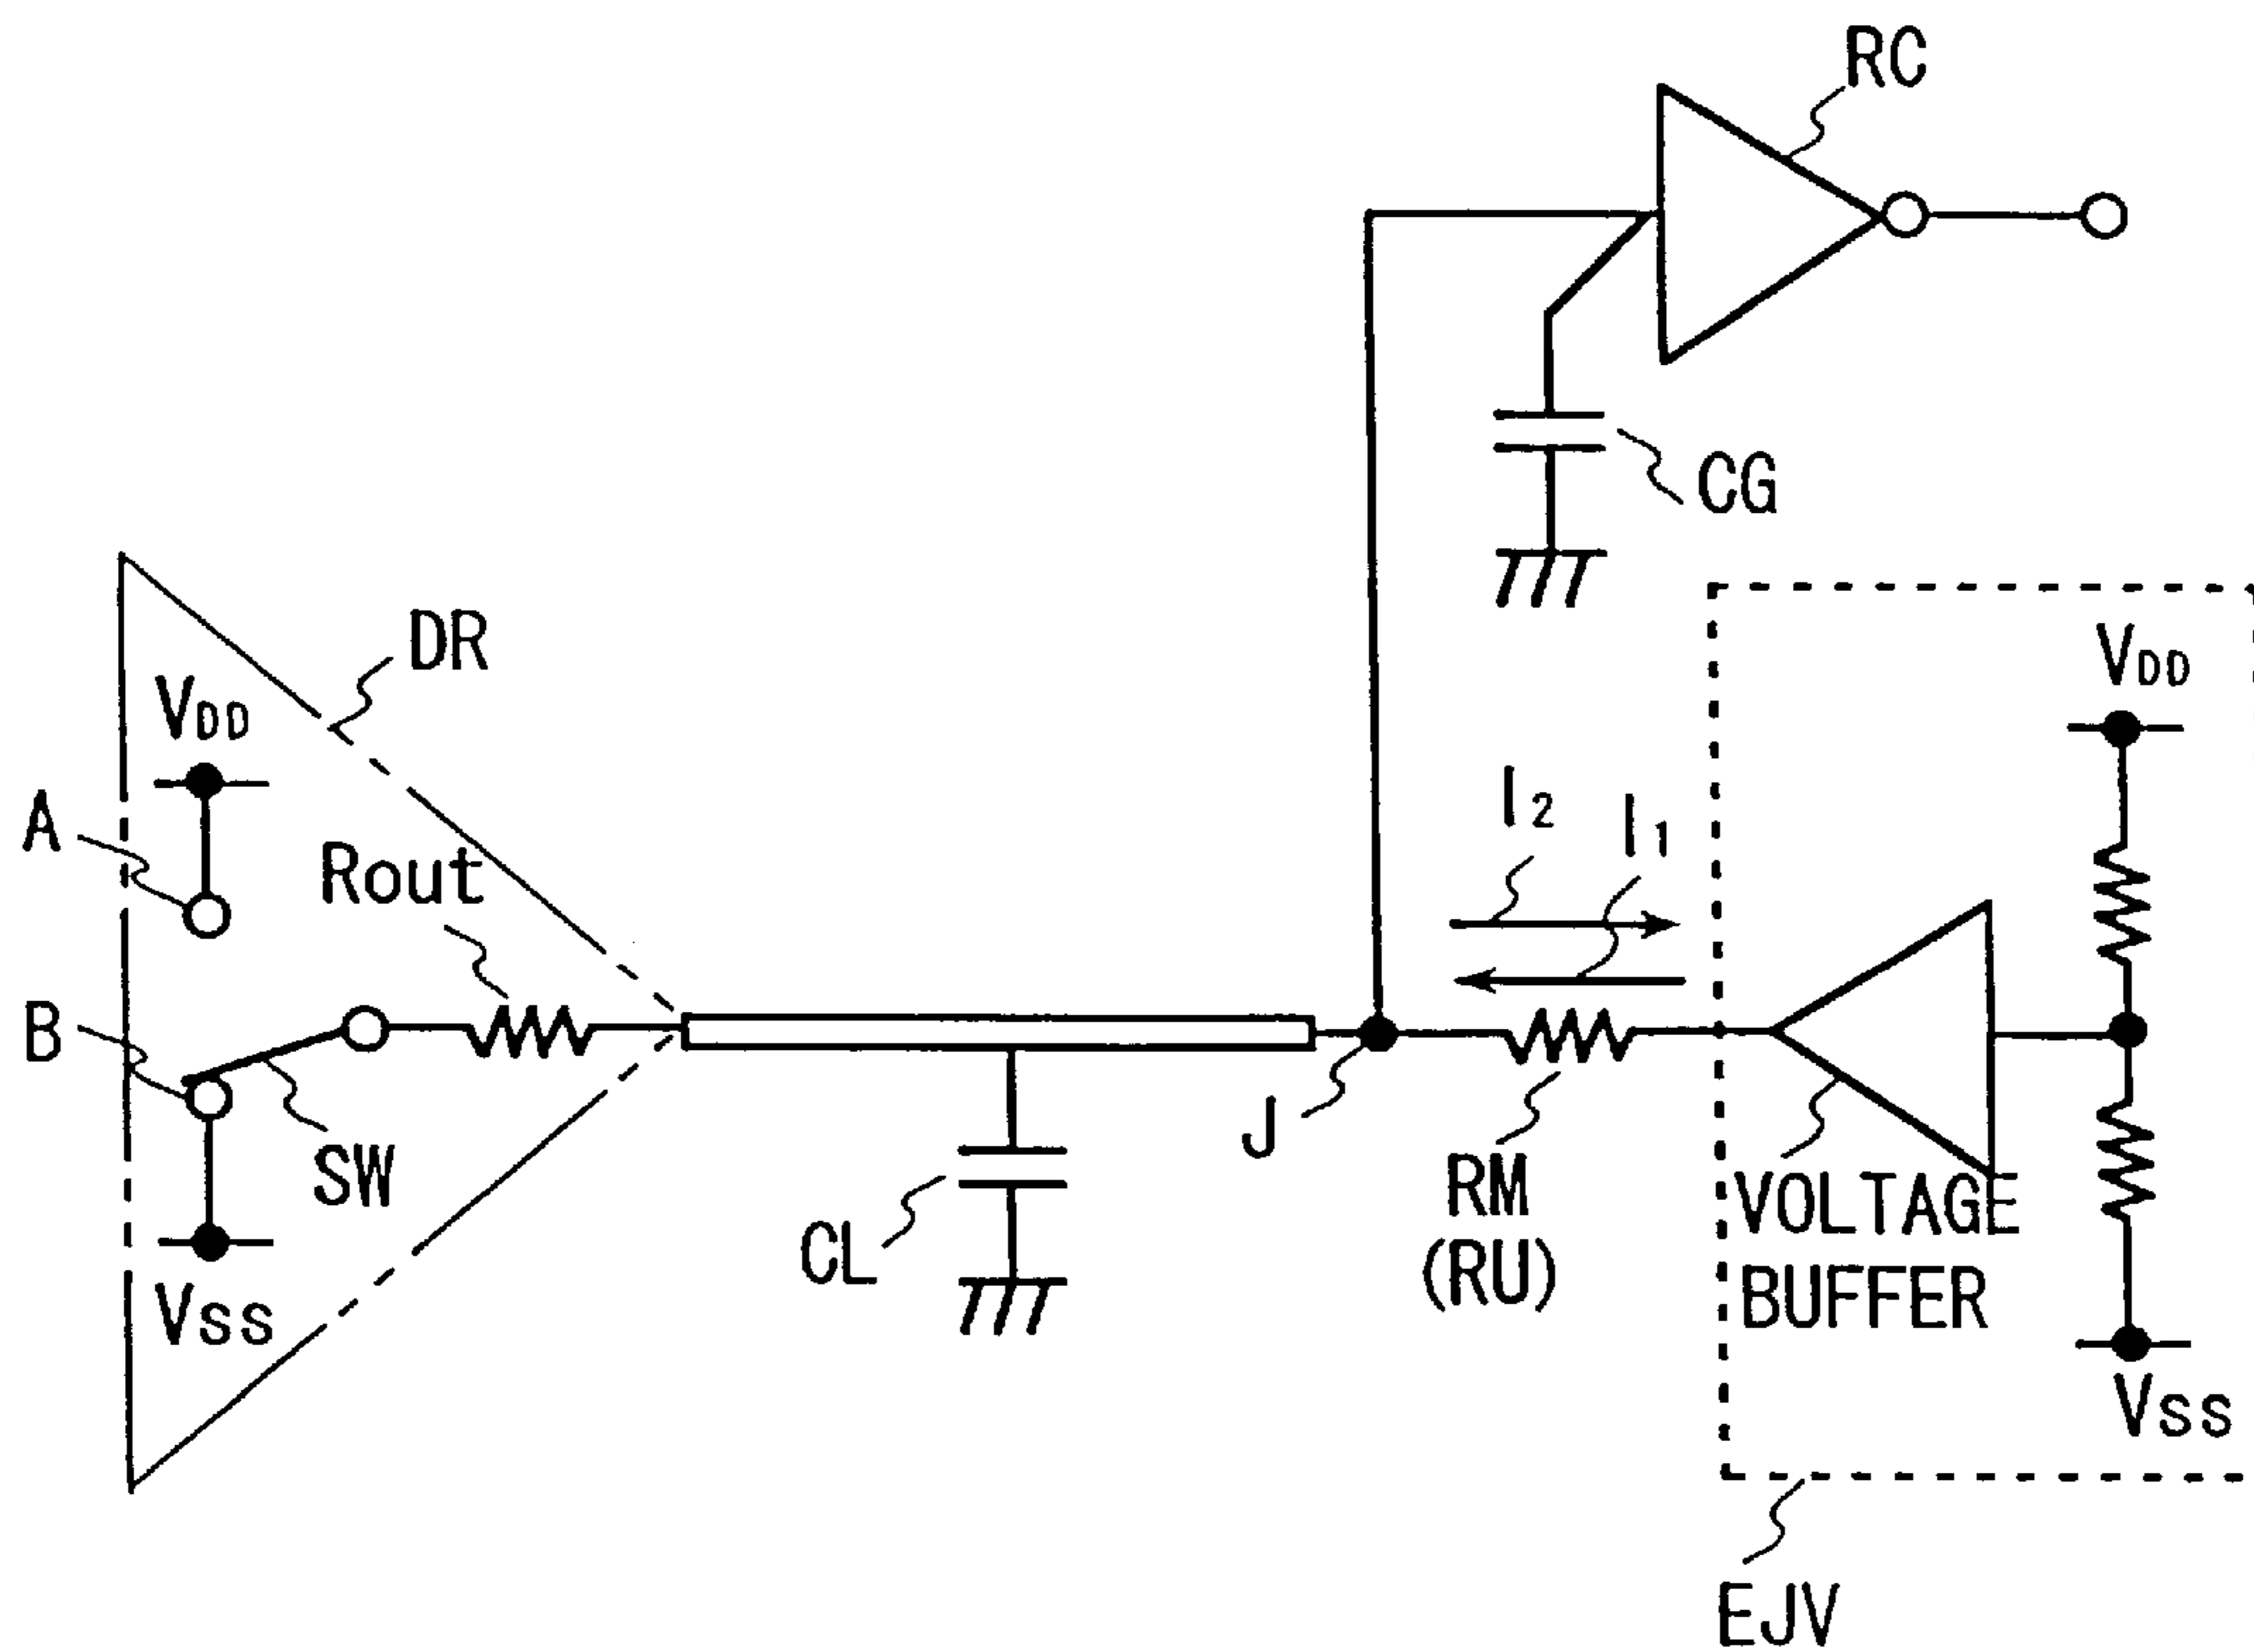 RC
CG
DR
VDD
VDD
I2
I1
A
Rout
B
J
SW
RM
(RU)
VOLTAGE
BUFFER
CL
VSS
VSS
EJV